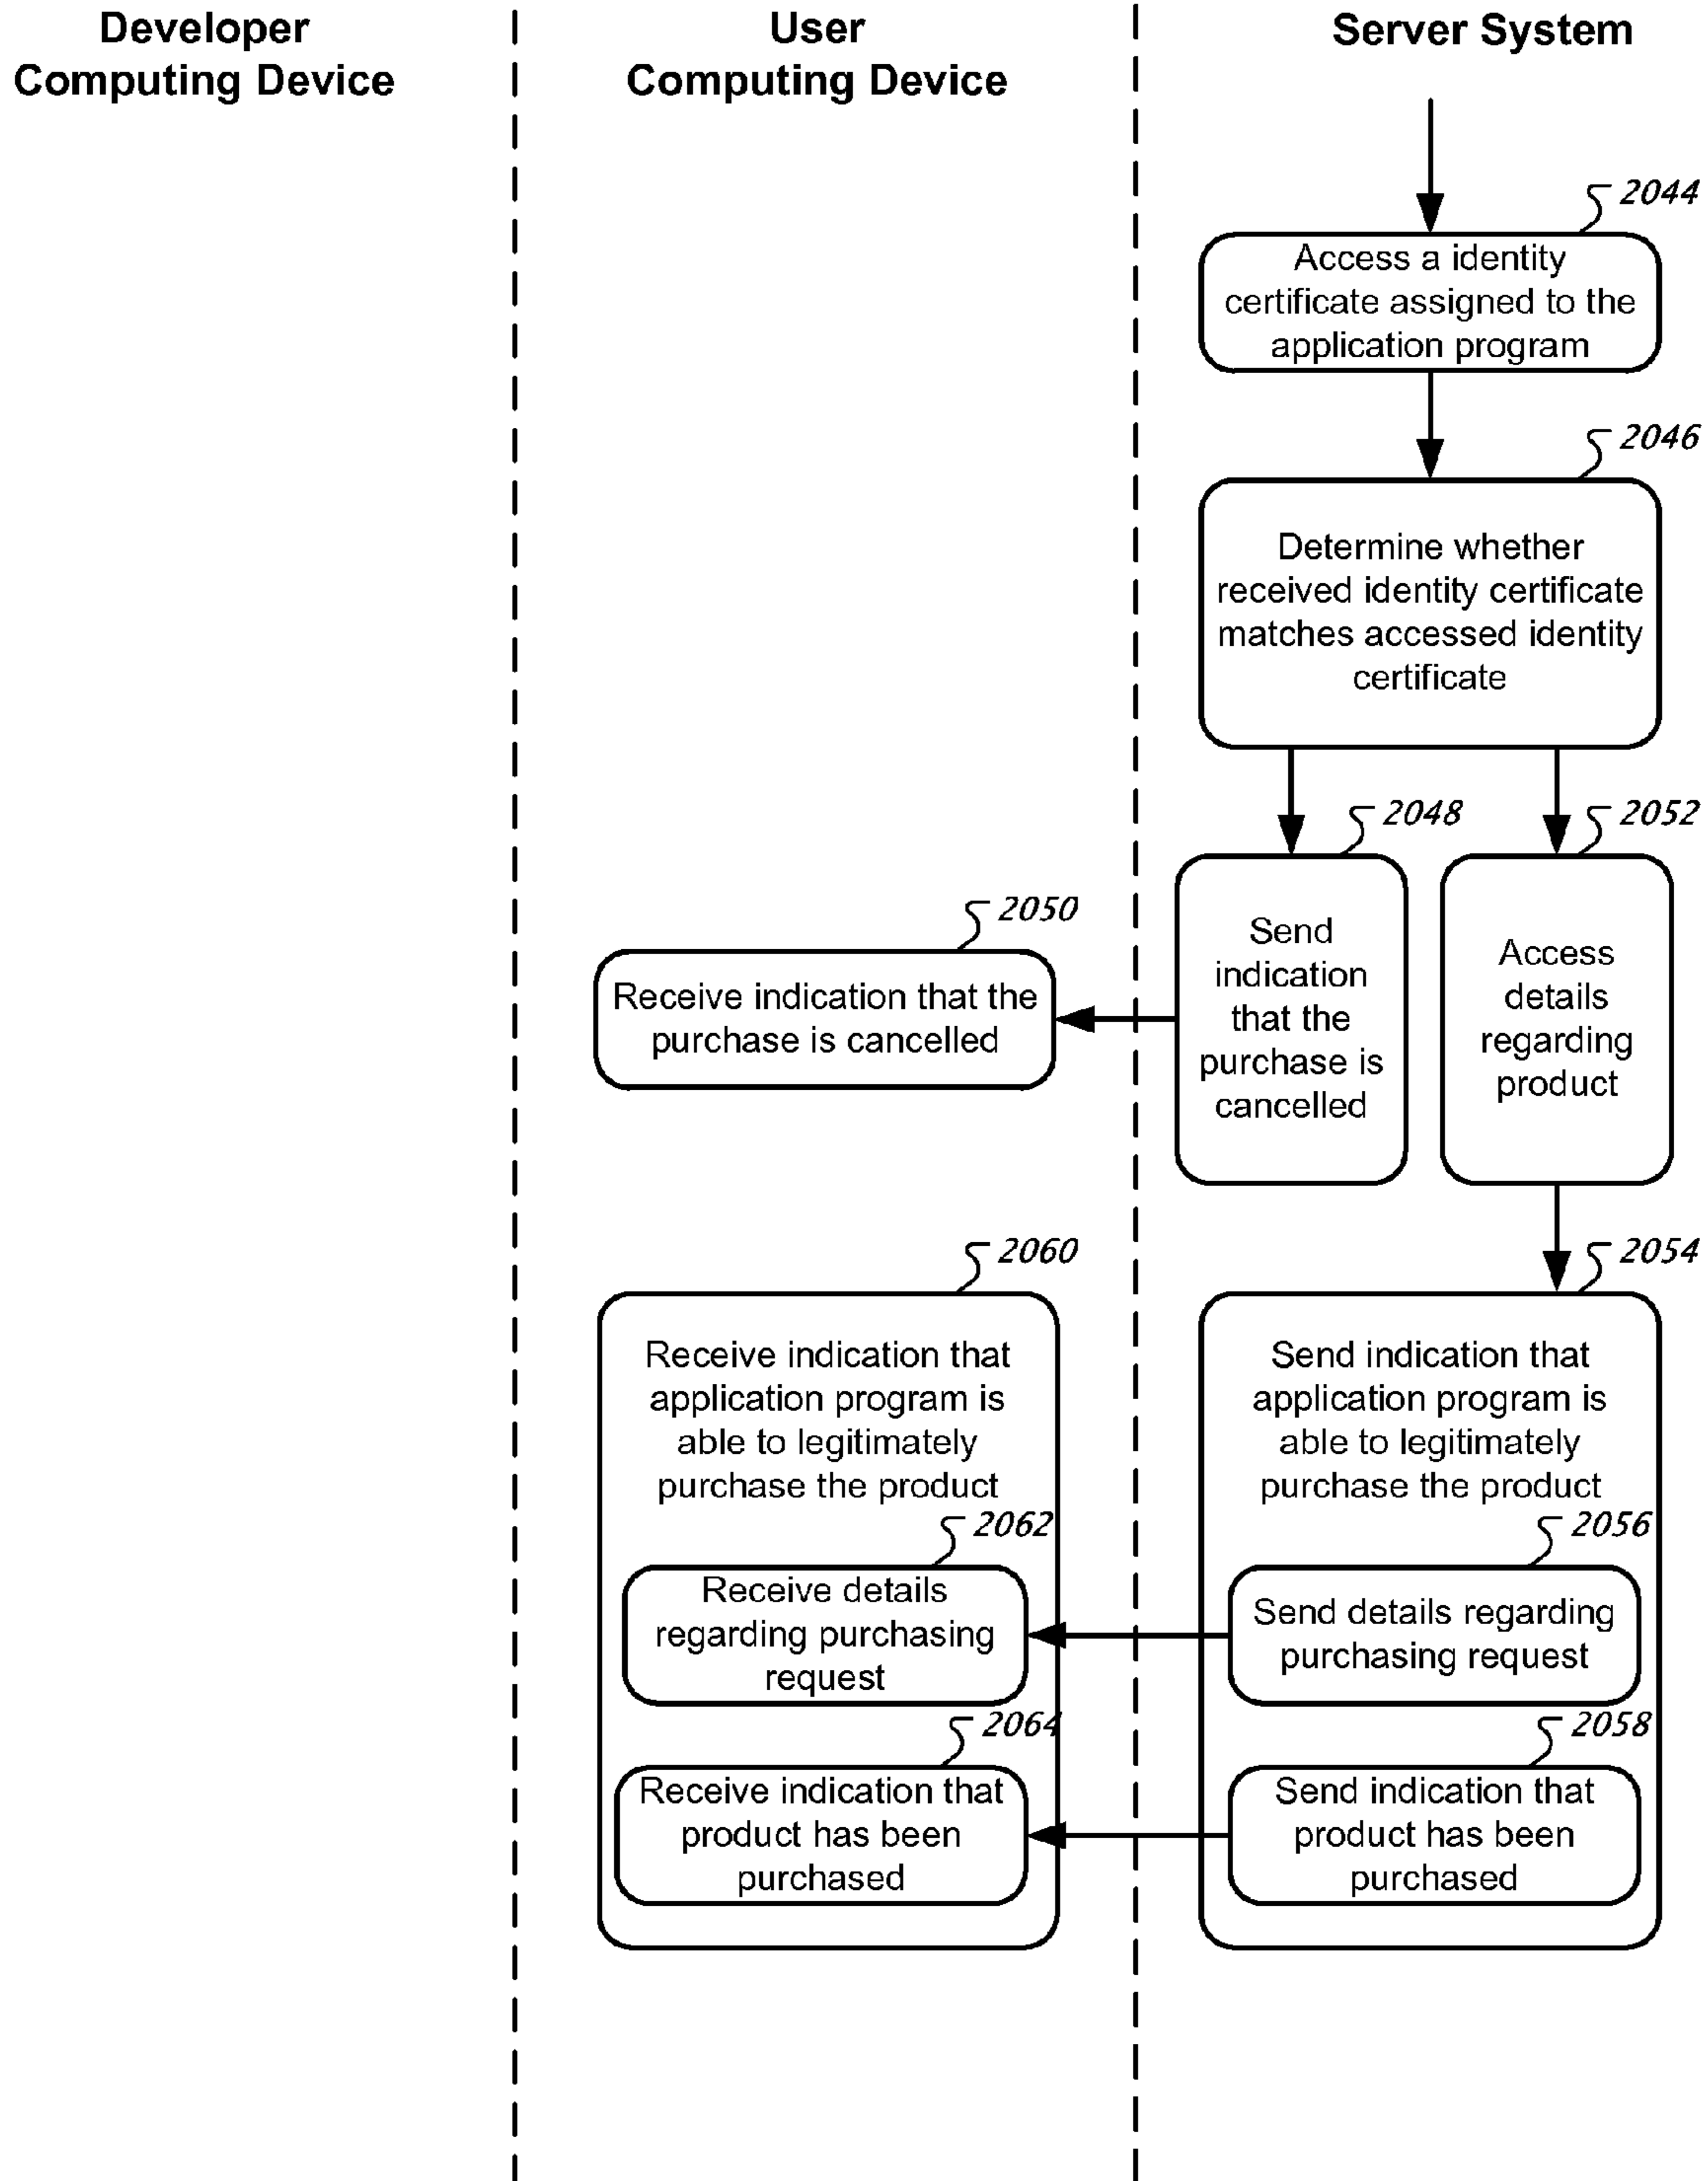 Developer
Computing Device
User
Computing Device
Server System
2044
Access a identity
certificate assigned to the
application program
2046
Determine whether
received identity certificate
matches accessed identity
certificate
2048
Send
indication
that the
purchase is
cancelled
2052
Access
details
regarding
product
2050
Receive indication that the
purchase is cancelled
2060
Receive indication that
application program is
able to legitimately
purchase the product
2062
Receive details
regarding purchasing
request
2064
Receive indication that
product has been
purchased
2054
Send indication that
application program is
able to legitimately
purchase the product
2056
Send details regarding
purchasing request
2058
Send indication that
product has been
purchased